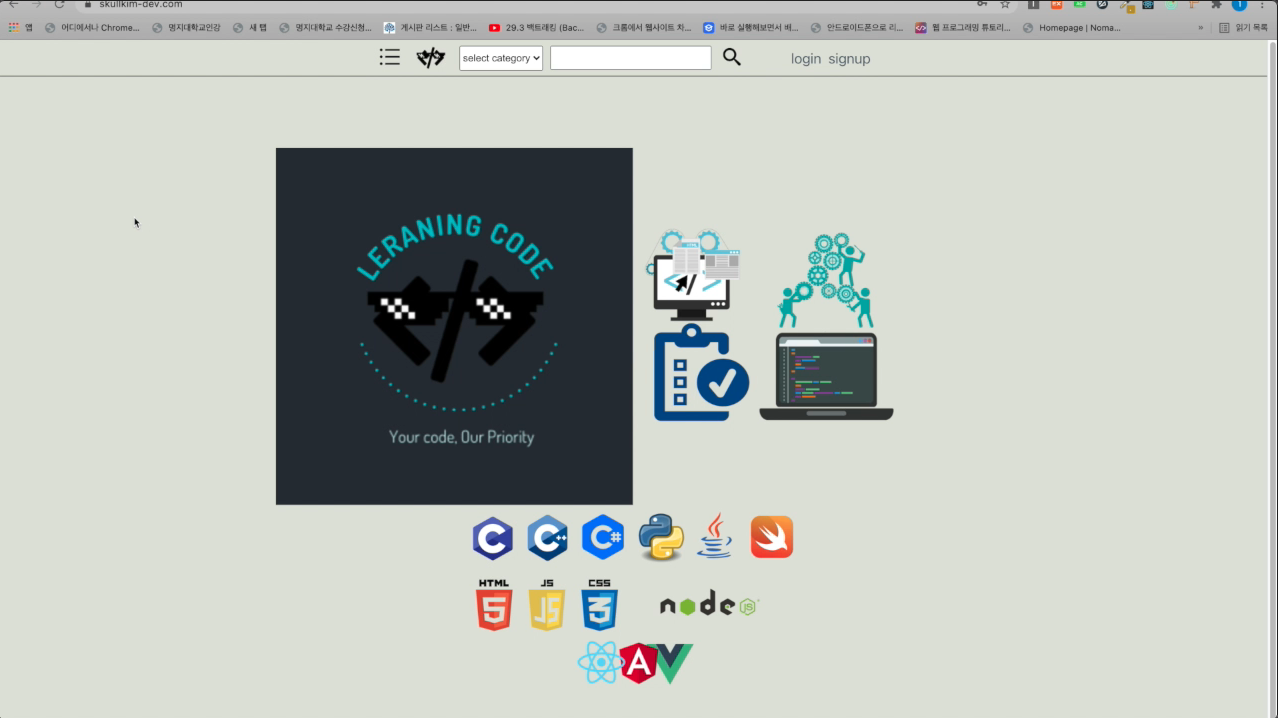 skullkim-dev.com
앱 어디에서나 Chrome... 명지대학교인강 새 탭 명지대학교 수강신청... 게시판 리스트 : 일반... 29.3 백트래킹 (Bac... 크롬에서 웹사이트 차... 바로 실행해보면서 배... 안드로이드폰으로 리... 웹 프로그래밍 튜토리... Homepage | Noma... » 읽기 목록
</> select category login signup
LERANING CODE
</>
Your code, Our Priority
C C++ C#
HTML JS CSS
5 JS 3 node JS
A